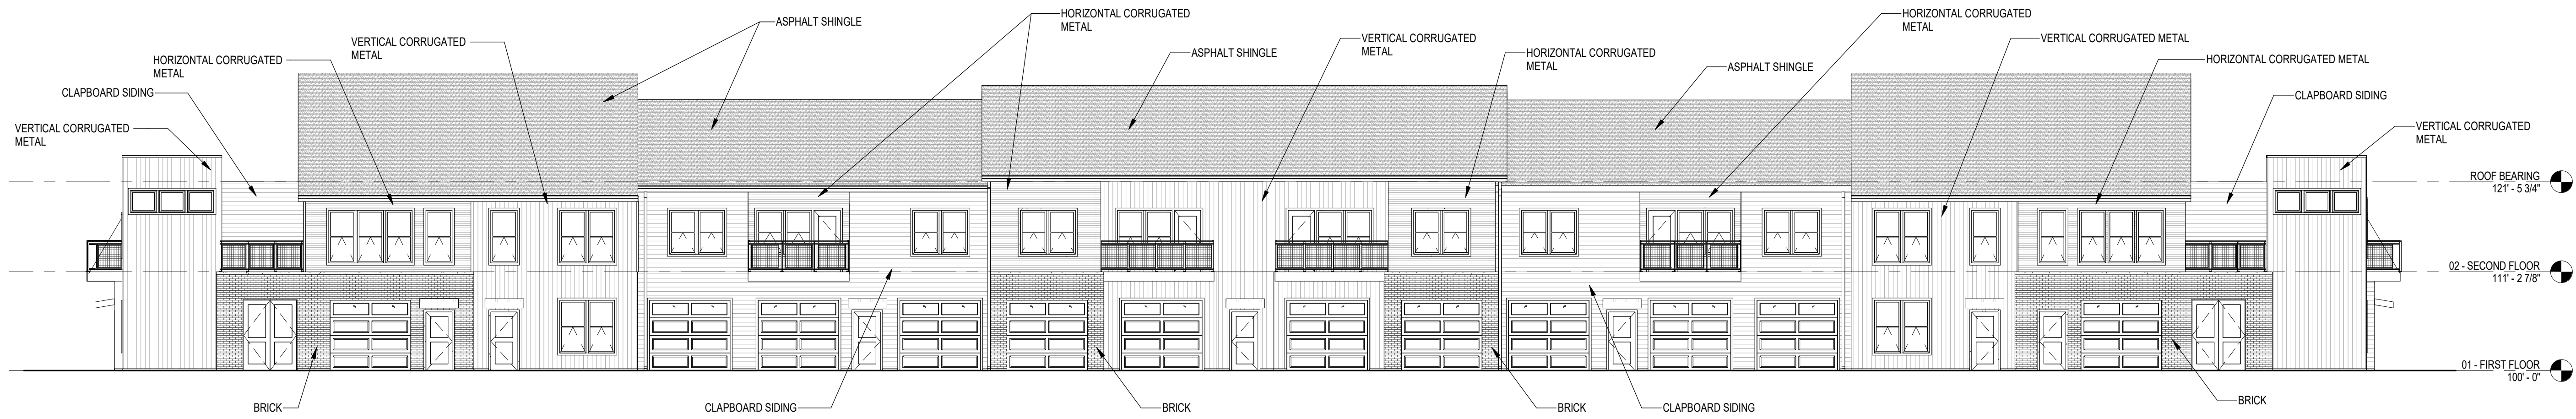 HORIZONTAL CORRUGATED
METAL
HORIZONTAL CORRUGATED
METAL
ASPHALT SHINGLE
VERTICAL CORRUGATED
METAL
VERTICAL CORRUGATED
METAL
VERTICAL CORRUGATED METAL
ASPHALT SHINGLE
HORIZONTAL CORRUGATED
METAL
HORIZONTAL CORRUGATED
METAL
HORIZONTAL CORRUGATED METAL
ASPHALT SHINGLE
CLAPBOARD SIDING
CLAPBOARD SIDING
VERTICAL CORRUGATED
METAL
VERTICAL CORRUGATED
METAL
ROOF BEARING
121' - 5 3/4"
02 - SECOND FLOOR
111' - 2 7/8"
01 - FIRST FLOOR
100' - 0"
BRICK
CLAPBOARD SIDING
BRICK
BRICK
CLAPBOARD SIDING
BRICK